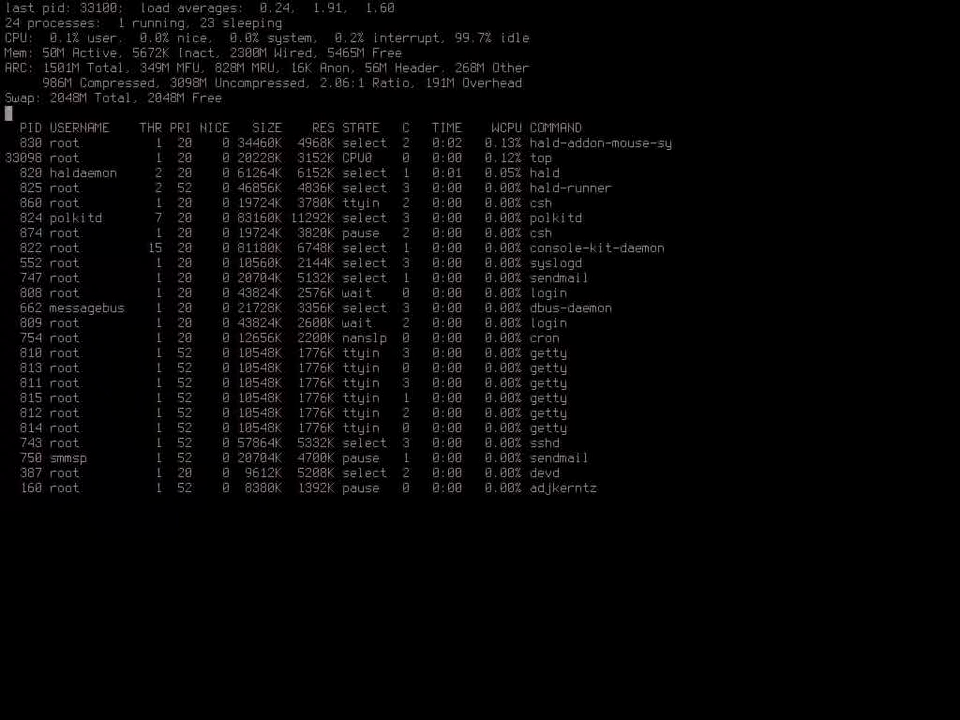 last pid: 33100;  load averages:  0.24,  1.91,  1.60
24 processes:  1 running, 23 sleeping
CPU:  0.1% user,  0.0% nice,  0.0% system,  0.2% interrupt, 99.7% idle
Mem: 50M Active, 5672K Inact, 2300M Wired, 5465M Free
ARC: 1501M Total, 349M MFU, 828M MRU, 16K Anon, 56M Header, 268M Other
986M Compressed, 3098M Uncompressed, 2.06:1 Ratio, 191M Overhead
Swap: 2048M Total, 2048M Free
PID USERNAME THR PRI NICE SIZE RES STATE C TIME WCPU COMMAND
830 root 1 20 0 34460K 4968K select 2 0:02 0.13% hald-addon-mouse-sy
33098 root 1 20 0 20228K 3152K CPU0 0 0:00 0.12% top
820 haldaemon 2 20 0 61264K 6152K select 1 0:01 0.05% hald
825 root 2 52 0 46856K 4836K select 3 0:00 0.00% hald-runner
860 root 1 20 0 19724K 3780K ttyin 2 0:00 0.00% csh
824 polkitd 7 20 0 83160K 11292K select 3 0:00 0.00% polkitd
874 root 1 20 0 19724K 3820K pause 2 0:00 0.00% csh
822 root 15 20 0 81180K 6748K select 1 0:00 0.00% console-kit-daemon
552 root 1 20 0 10560K 2144K select 3 0:00 0.00% syslogd
747 root 1 20 0 20704K 5132K select 1 0:00 0.00% sendmail
808 root 1 20 0 43824K 2576K wait 0 0:00 0.00% login
662 messagebus 1 20 0 21728K 3356K select 3 0:00 0.00% dbus-daemon
809 root 1 20 0 43824K 2600K wait 2 0:00 0.00% login
754 root 1 20 0 12656K 2200K nanslp 0 0:00 0.00% cron
810 root 1 52 0 10548K 1776K ttyin 3 0:00 0.00% getty
813 root 1 52 0 10548K 1776K ttyin 0 0:00 0.00% getty
811 root 1 52 0 10548K 1776K ttyin 3 0:00 0.00% getty
815 root 1 52 0 10548K 1776K ttyin 1 0:00 0.00% getty
812 root 1 52 0 10548K 1776K ttyin 2 0:00 0.00% getty
814 root 1 52 0 10548K 1776K ttyin 0 0:00 0.00% getty
743 root 1 52 0 57864K 5332K select 3 0:00 0.00% sshd
750 smmsp 1 52 0 20704K 4700K pause 1 0:00 0.00% sendmail
387 root 1 20 0 9612K 5208K select 2 0:00 0.00% devd
160 root 1 52 0 8380K 1392K pause 0 0:00 0.00% adjkerntz